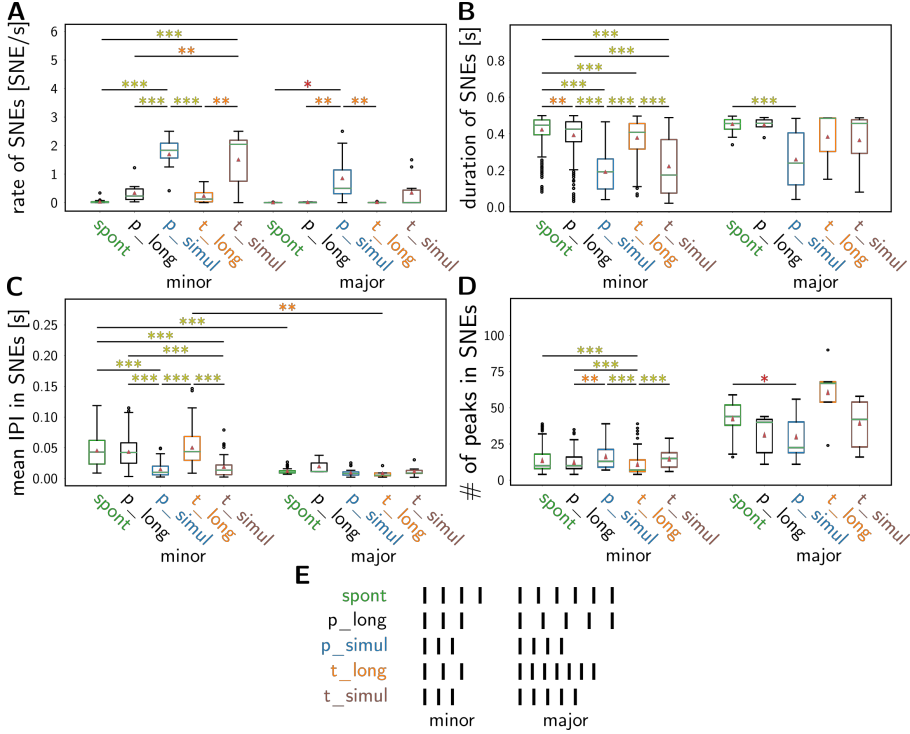 A
rate of SNEs [SNE/s]
6
5
4
3
2
1
0
***
**
*
*** *** *** ** ** **
spont
p_long
p_simul
t_long
t_simul
spont
p_long
p_simul
t_long
t_simul
minor major
B
duration of SNEs [s]
0.8
0.6
0.4
0.2
0.0
***
***
***
***
** *** *** ***
***
spont
p_long
p_simul
t_long
t_simul
spont
p_long
p_simul
t_long
t_simul
minor major
C
mean IPI in SNEs [s]
0.25
0.20
0.15
0.10
0.05
0.00
**
***
***
***
***
*** *** ***
spont
p_long
p_simul
t_long
t_simul
spont
p_long
p_simul
t_long
t_simul
minor major
D
# of peaks in SNEs
100
75
50
25
0
***
***
** *** ***
*
spont
p_long
p_simul
t_long
t_simul
spont
p_long
p_simul
t_long
t_simul
minor major
E
spont
p_long
p_simul
t_long
t_simul
minor major